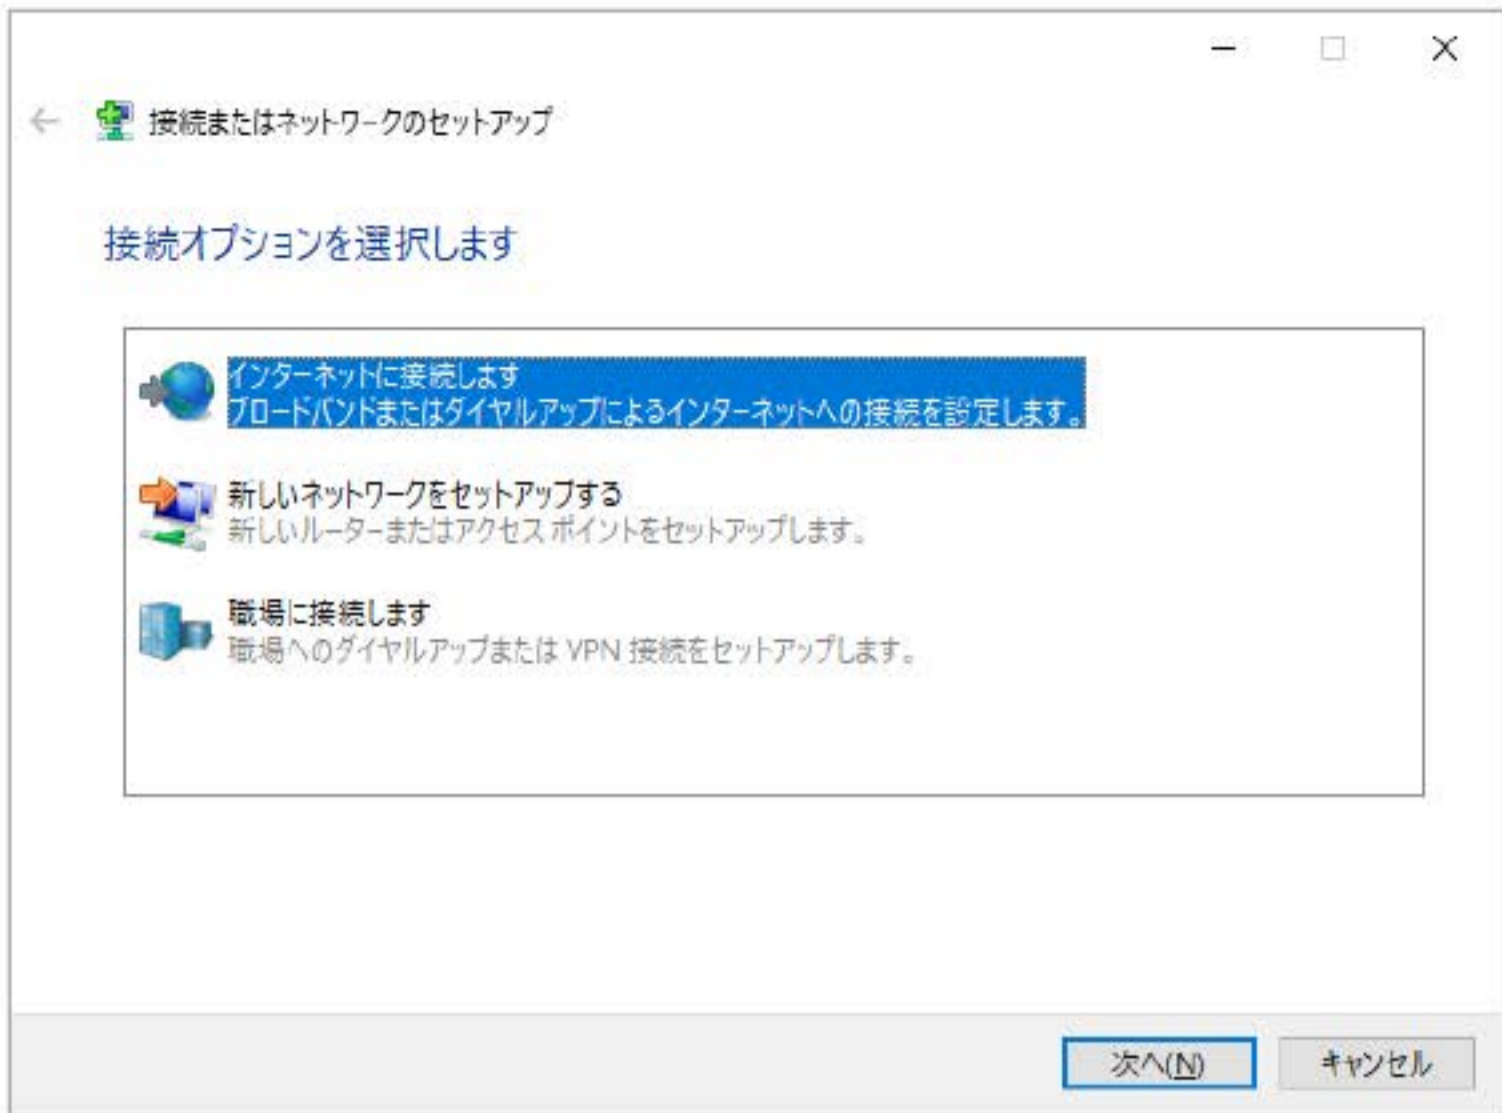 接続またはネットワークのセットアップ
接続オプションを選択します
インターネットに接続します
ブロードバンドまたはダイヤルアップによるインターネットへの接続を設定します。
新しいネットワークをセットアップする
新しいルーターまたはアクセス ポイントをセットアップします。
職場に接続します
職場へのダイヤルアップまたは VPN 接続をセットアップします。
次へ(N)
キャンセル